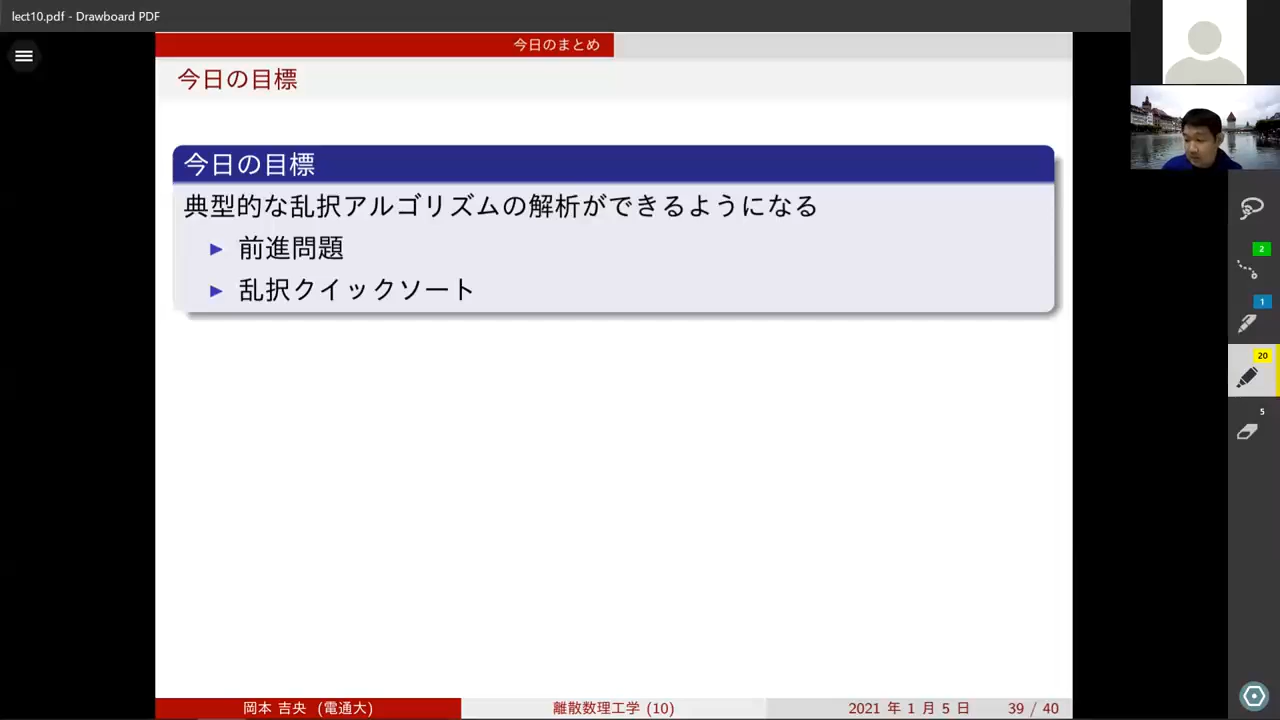 lect10.pdf - Drawboard PDF
今日のまとめ
今日の目標
今日の目標
典型的な乱択アルゴリズムの解析ができるようになる
▶ 前進問題
▶ 乱択クイックソート
2
1
20
5
岡本 吉央 (電通大)
離散数理工学 (10)
2021 年 1 月 5 日 39 / 40